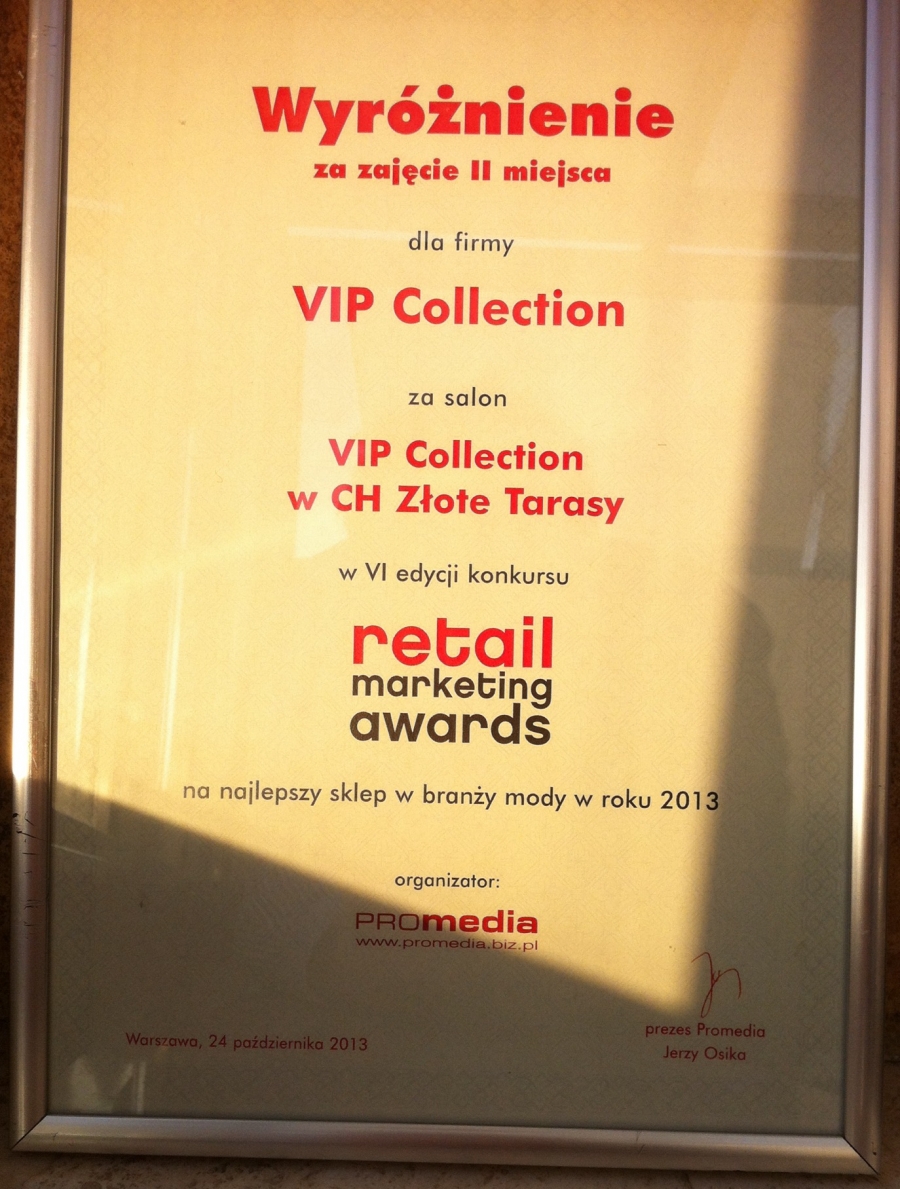 Wyróżnienie
za zajęcie II miejsca
dla firmy
VIP Collection
za salon
VIP Collection
w CH Złote Tarasy
w VI edycji konkursu
retail
marketing
awards
na najlepszy sklep w branży mody w roku 2013
organizator:
PROmedia
www.promedia.biz.pl
Warszawa, 24 października 2013
prezes Promedia
Jerzy Osika